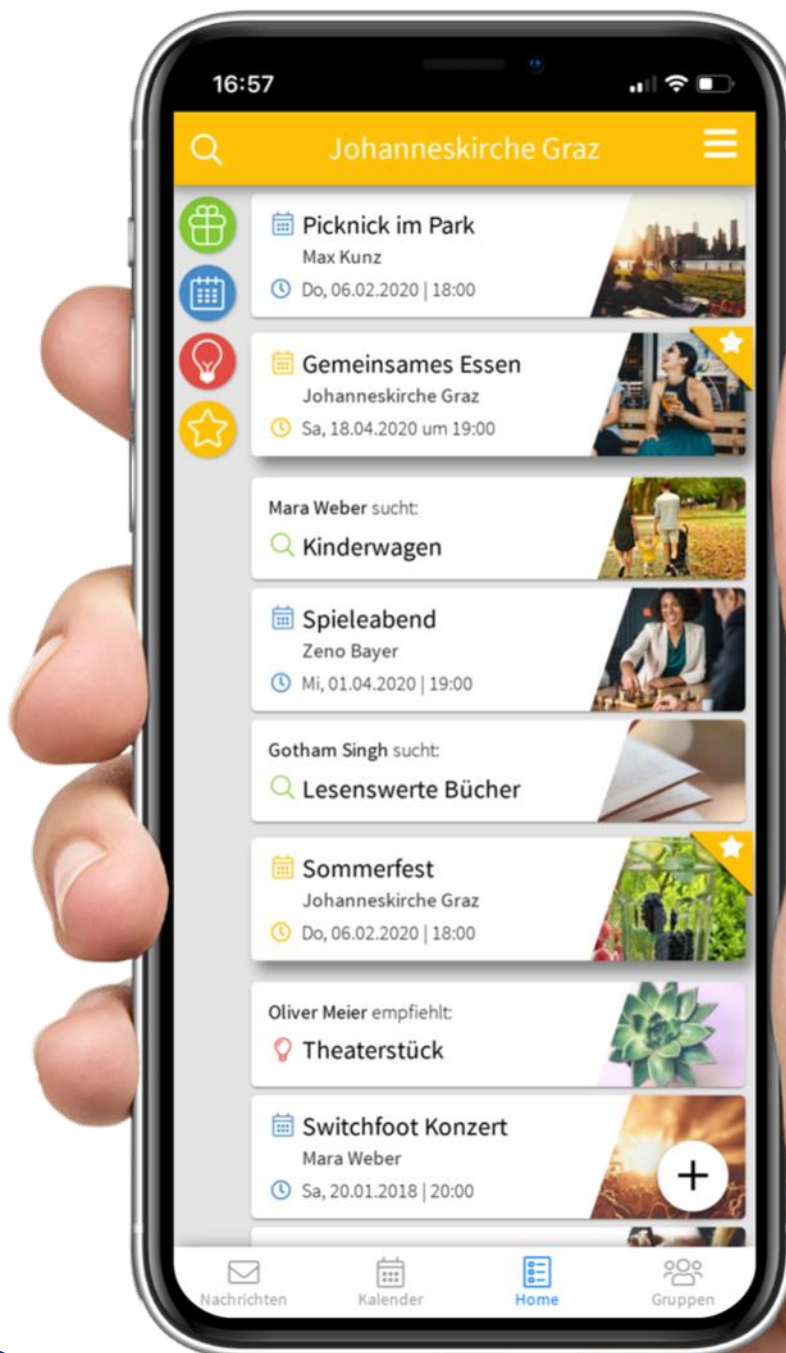 16:57
Johanneskirche Graz
Picknick im Park
Max Kunz
Do, 06.02.2020 | 18:00
Gemeinsames Essen
Johanneskirche Graz
Sa, 18.04.2020 um 19:00
Mara Weber sucht:
Kinderwagen
Spieleabend
Zeno Bayer
Mi, 01.04.2020 | 19:00
Gotham Singh sucht:
Lesenswerte Bücher
Sommerfest
Johanneskirche Graz
Do, 06.02.2020 | 18:00
Oliver Meier empfiehlt:
Theaterstück
Switchfoot Konzert
Mara Weber
Sa, 20.01.2018 | 20:00
Nachrichten
Kalender
Home
Gruppen